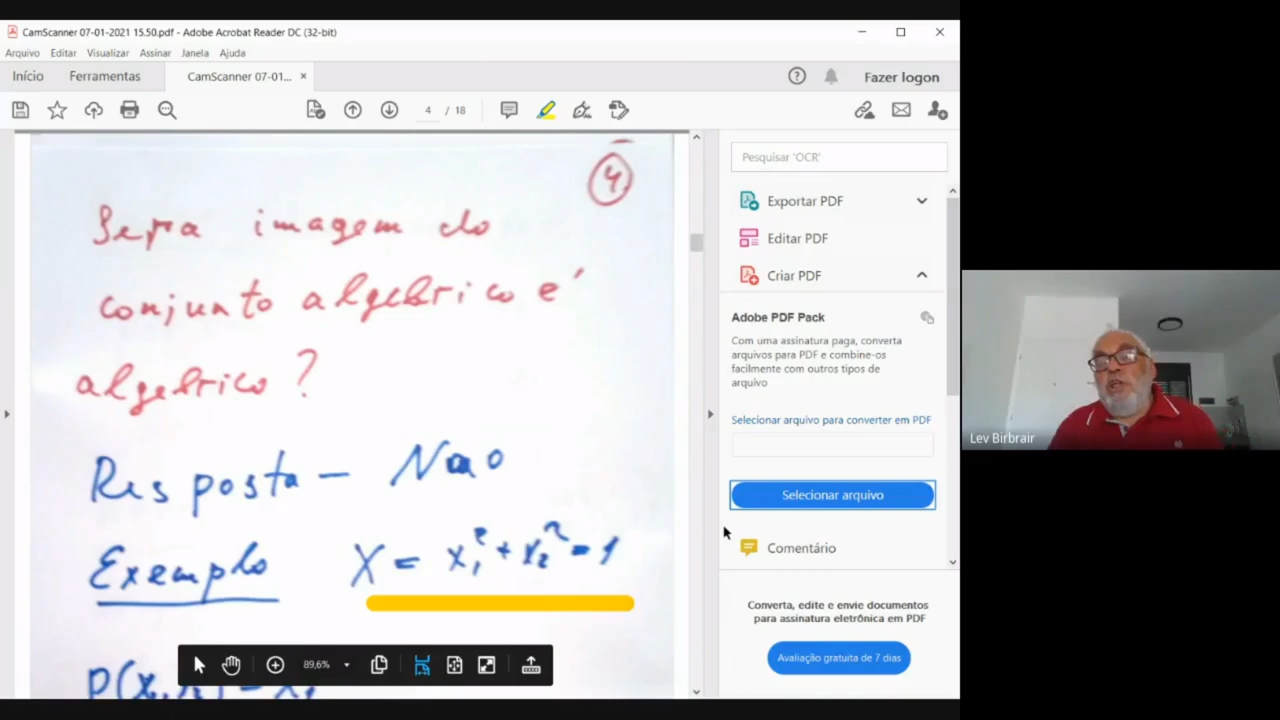 CamScanner 07-01-2021 15.50.pdf - Adobe Acrobat Reader DC (32-bit)
Arquivo Editar Visualizar Assinar Janela Ajuda
Início Ferramentas CamScanner 07-01... × Fazer logon
4 / 18
4.
Sepra imagem do
conjunto algebrico é
algebrico?
Resposta - Nao
Exemplo X = x₁² + x₂² = 1
89,6%
Pesquisar 'OCR'
Exportar PDF
Editar PDF
Criar PDF
Adobe PDF Pack
Com uma assinatura paga, converta
arquivos para PDF e combine-os
facilmente com outros tipos de
arquivo
Selecionar arquivo para converter em PDF
Selecionar arquivo
Comentário
Converta, edite e envie documentos
para assinatura eletrônica em PDF
Avaliação gratuita de 7 dias
Lev Birbrair